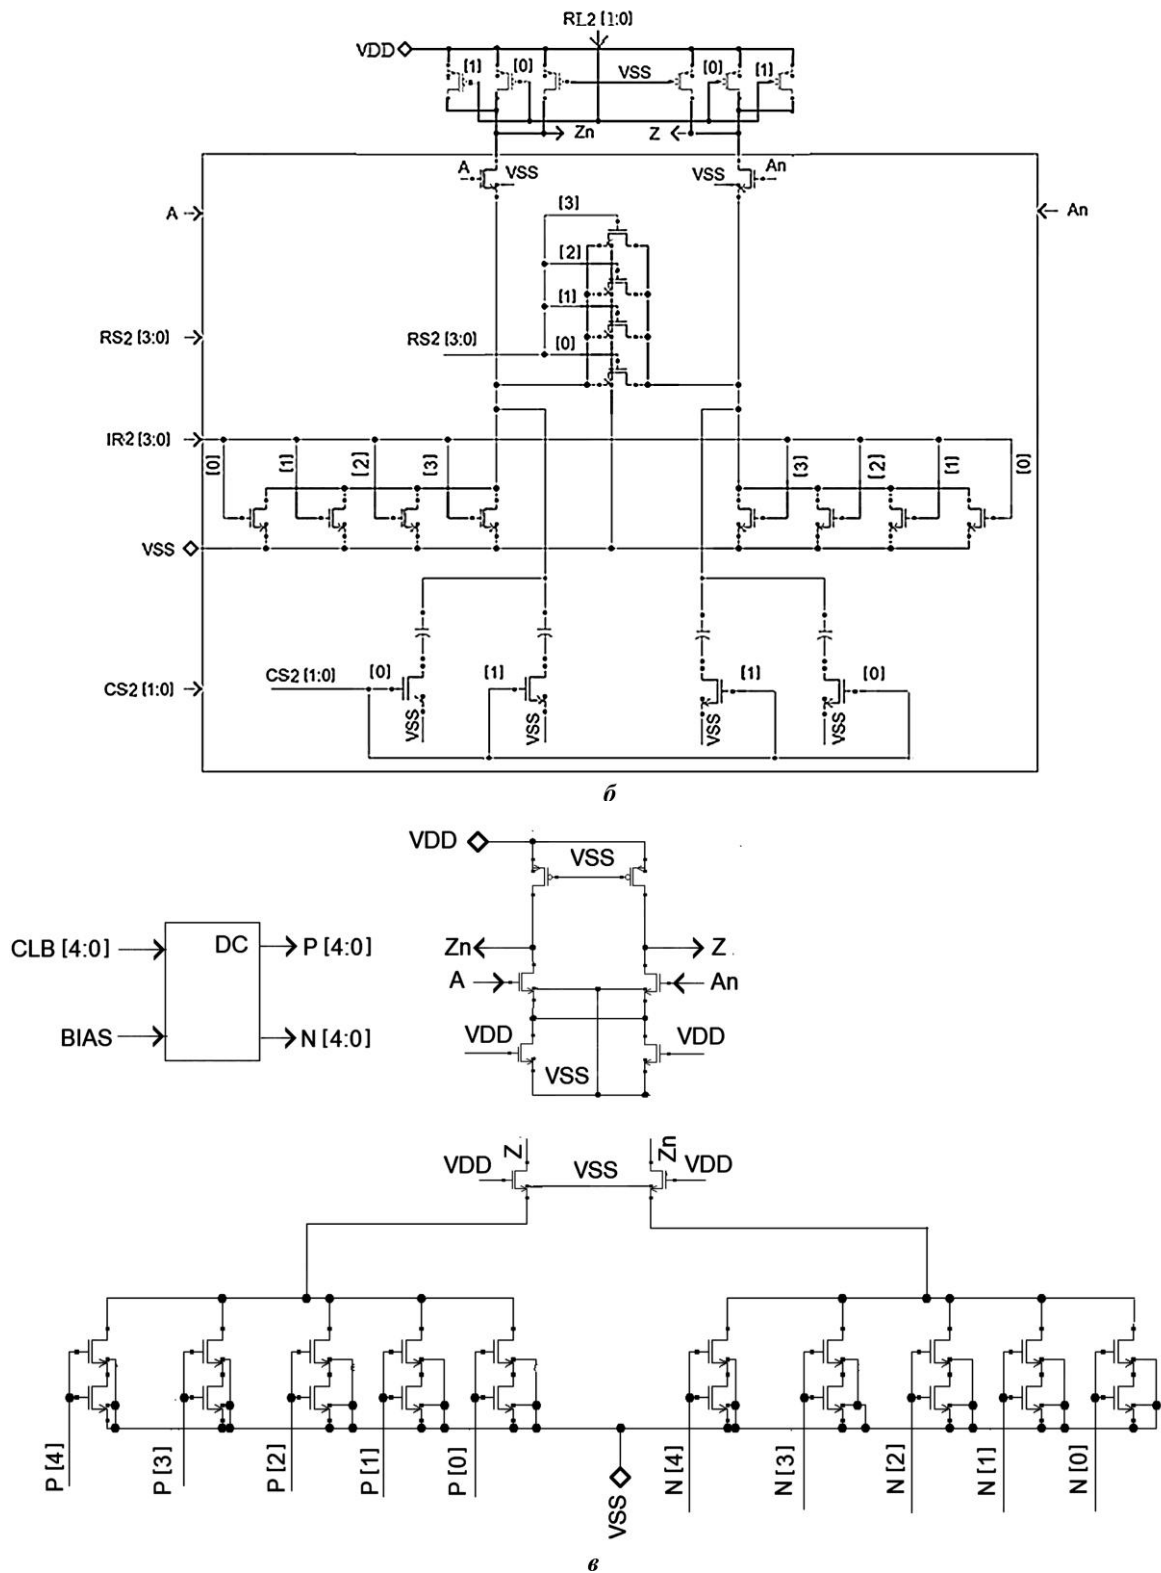 RL2 [1:0]
VDD
[1] [0] VSS [0] [1]
Zn Z
A VSS VSS An
A An
[3]
[2]
[1]
RS2 [3:0] RS2 [3:0] [0]
IR2 [3:0]
[0] [1] [2] [3] [3] [2] [1] [0]
VSS
CS2 [1:0] CS2 [1:0] [0] [1] [1] [0]
VSS VSS VSS VSS
б
VDD VSS
CLB [4:0] DC P [4:0] Zn Z
A An
BIAS N [4:0] VDD VDD
VSS
Z Zn
VDD VSS VDD
P [4] P [3] P [2] P [1] P [0] VSS N [4] N [3] N [2] N [1] N [0]
в